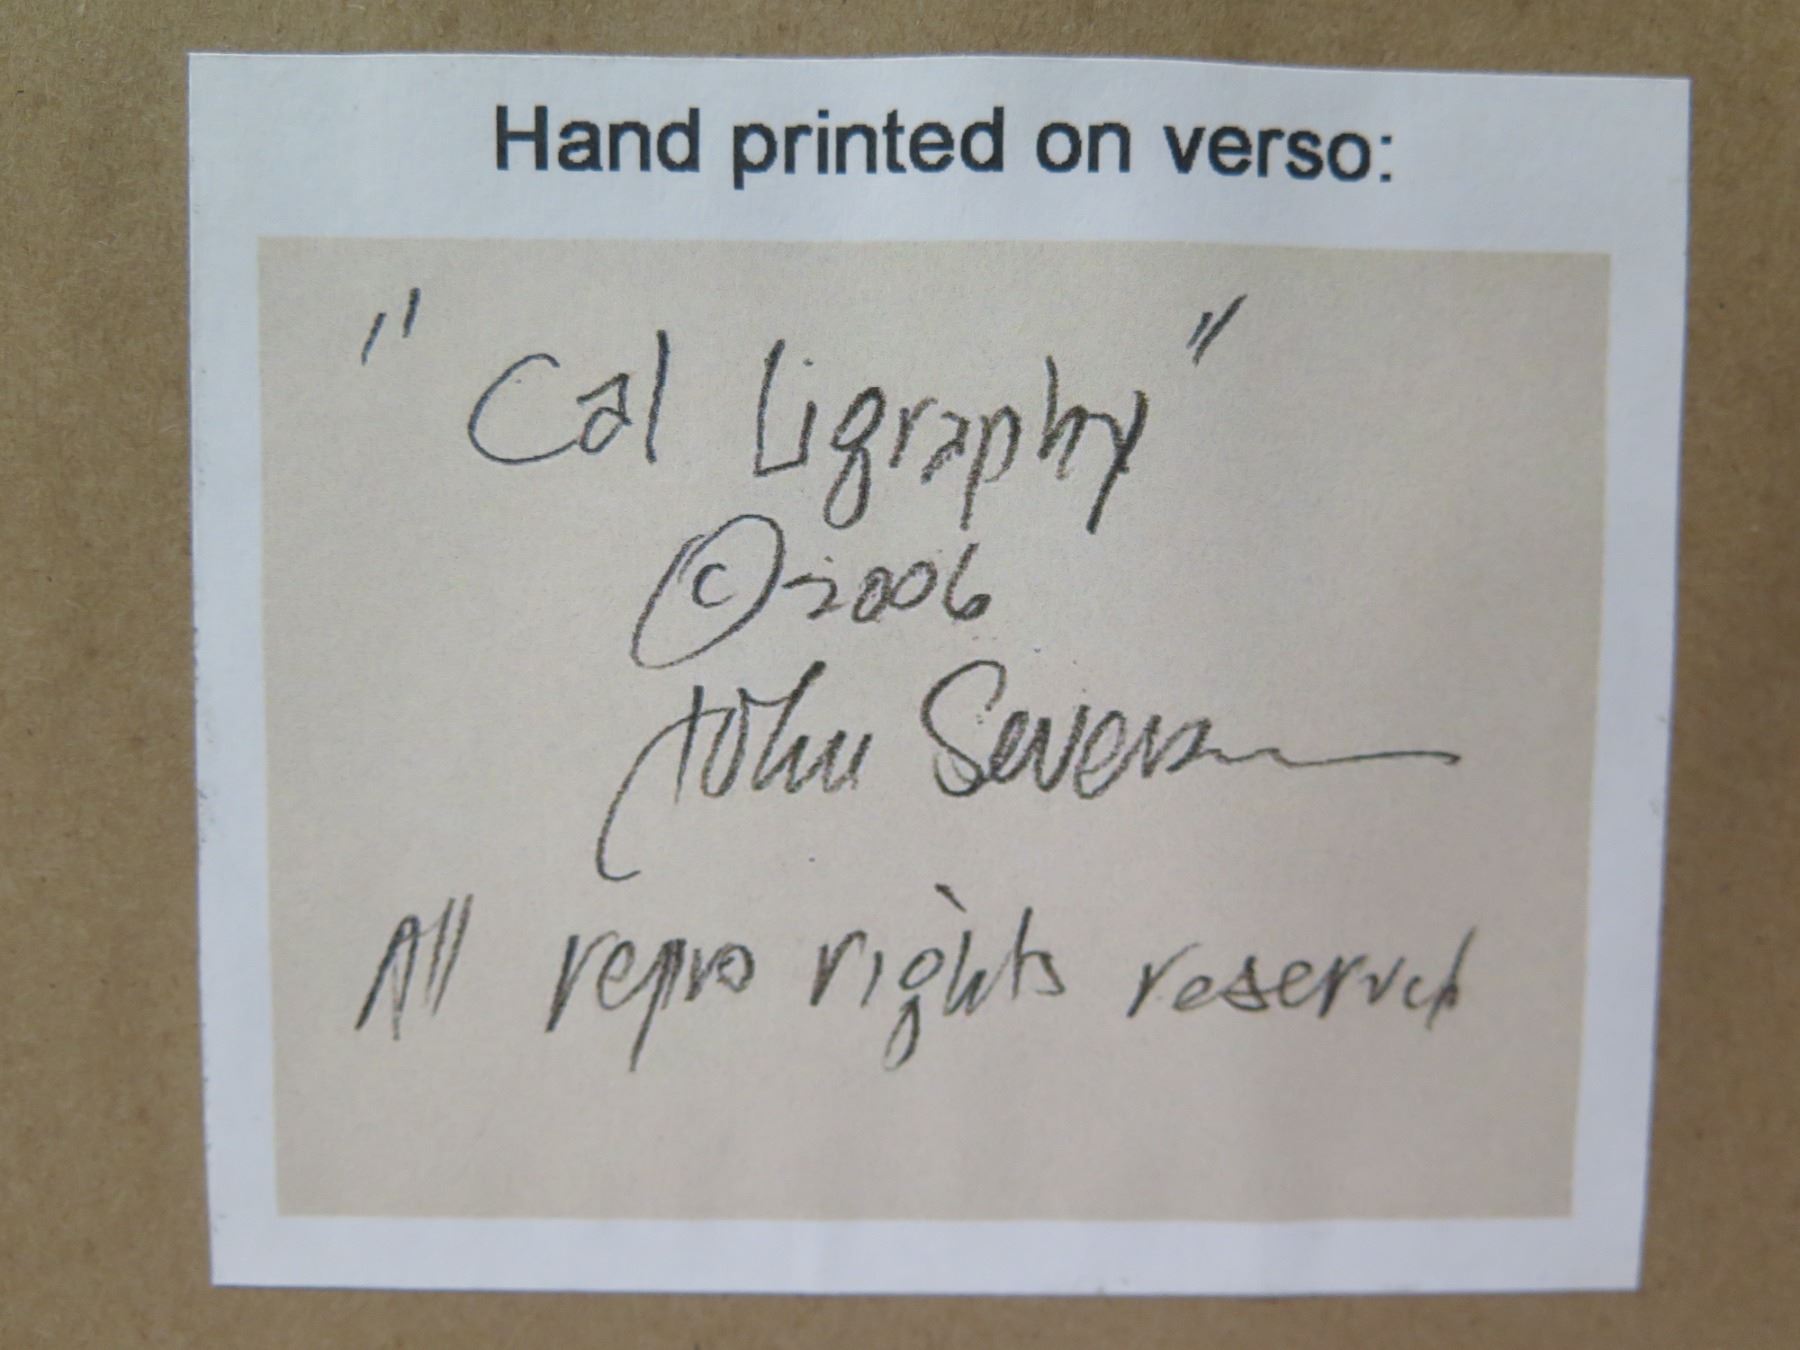 Hand printed on verso:
"Cal Ligraphy"
©2006
John Severson
All repro rights reserved